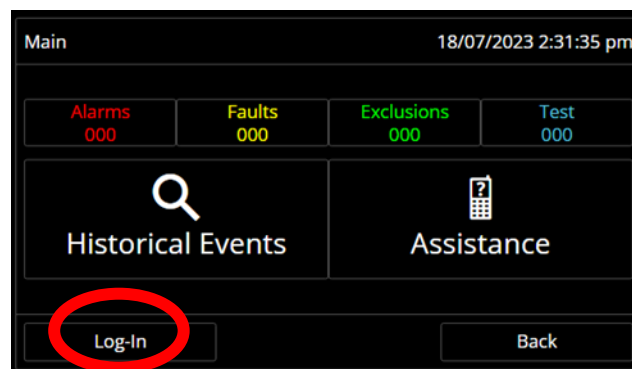 Main 18/07/2023 2:31:35 pm
Alarms Faults Exclusions Test
000 000 000 000
Historical Events Assistance
Log-In Back